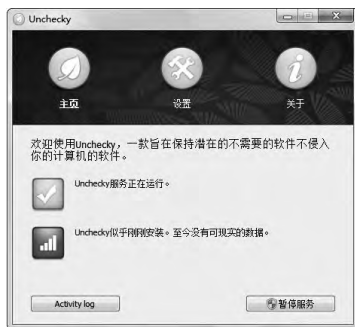 Unchecky
主页
设置
关于
欢迎使用Unchecky，一款旨在保持潜在的不需要的软件不侵入
你的计算机的软件。
Unchecky服务正在运行。
Unchecky似乎刚刚安装。至今没有可现实的数据。
Activity log
暂停服务